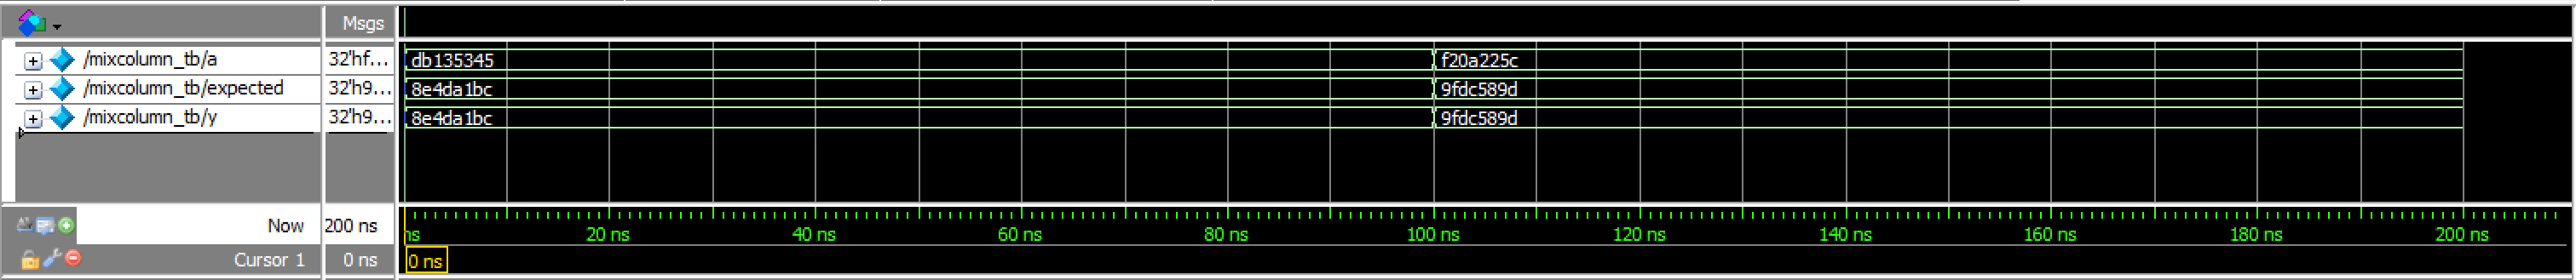 Msgs
/mixcolumn_tb/a 32'hf... db135345 f20a225c
/mixcolumn_tb/expected 32'h9... 8e4da1bc 9fdc589d
/mixcolumn_tb/y 32'h9... 8e4da1bc 9fdc589d
Now 200 ns ns 20 ns 40 ns 60 ns 80 ns 100 ns 120 ns 140 ns 160 ns 180 ns 200 ns
Cursor 1 0 ns 0 ns